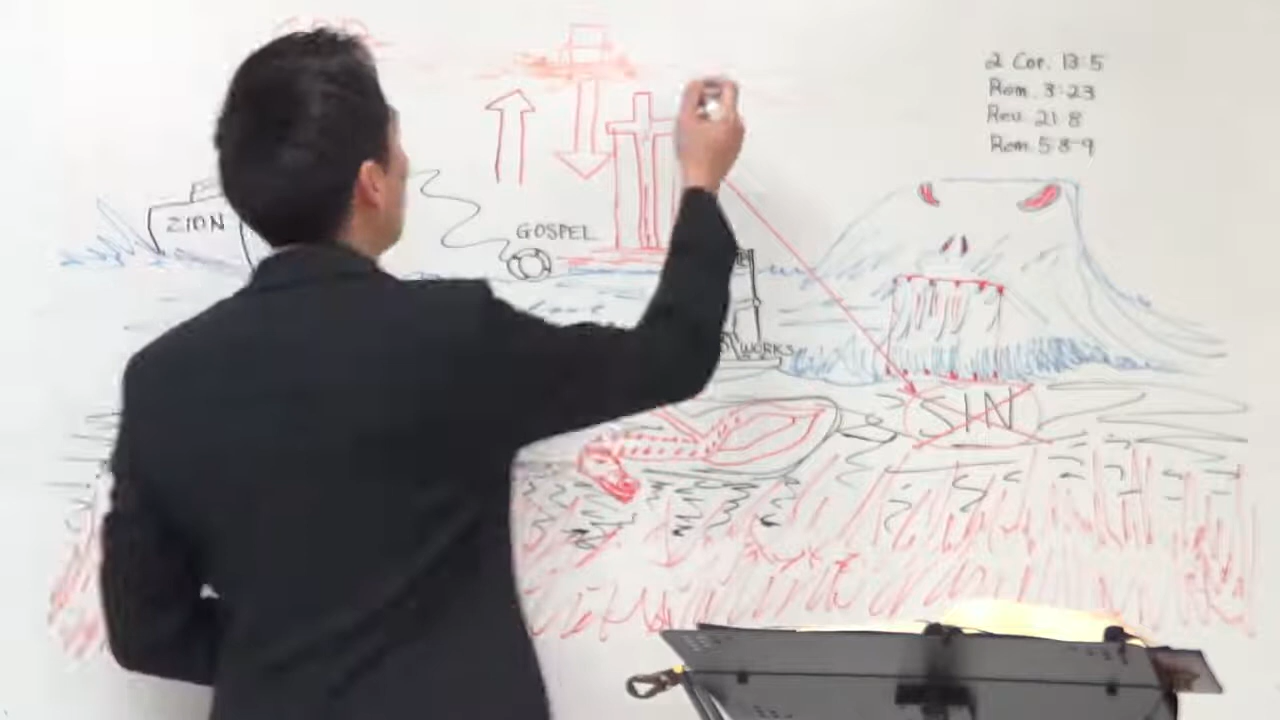 2 Cor. 13:5
Rom. 3:23
Rev. 21:8
Rom. 5:8-9
ZION
GOSPEL
WORKS
SIN